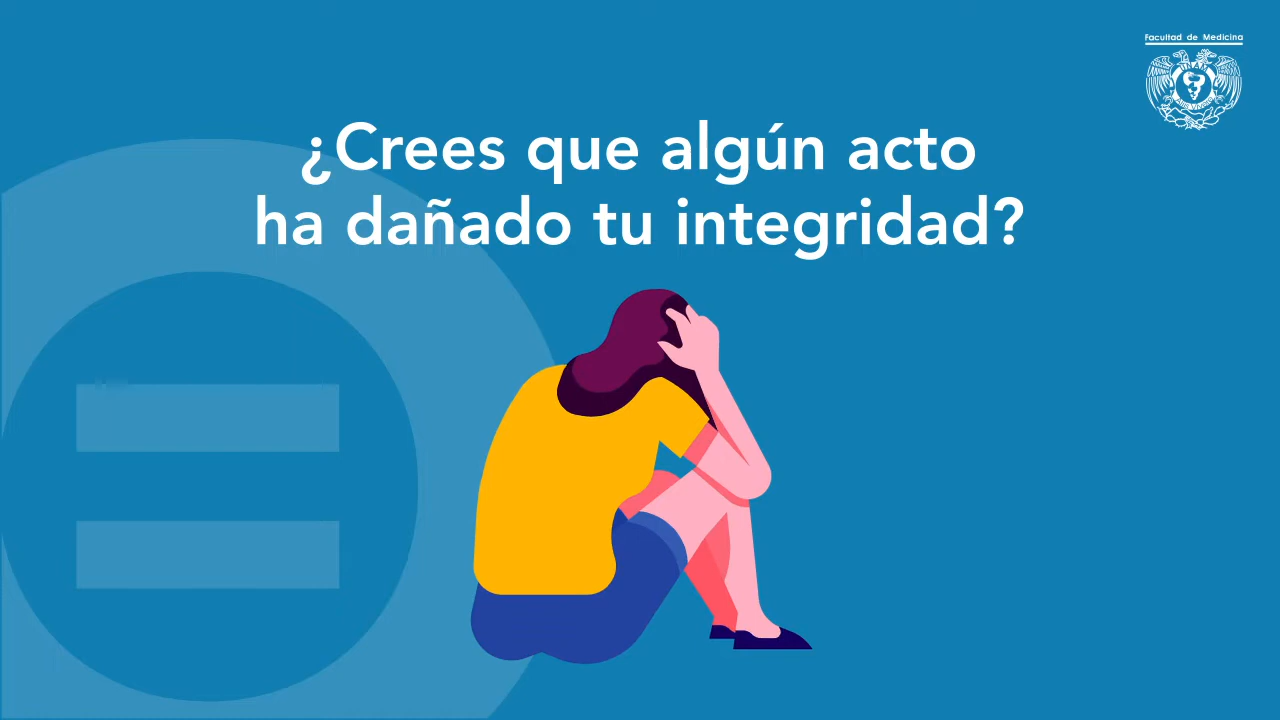 Facultad de Medicina
¿Crees que algún acto
ha dañado tu integridad?